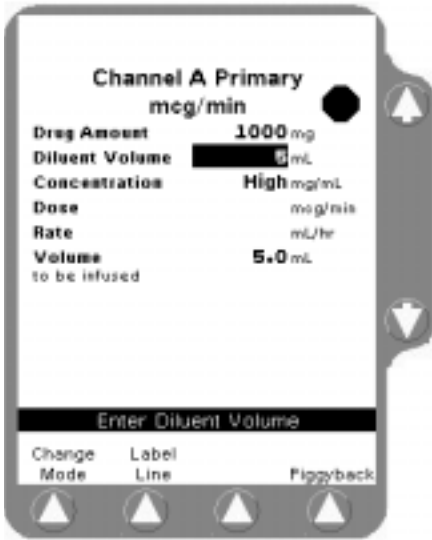 Channel A Primary
mcg/min
Drug Amount 1000 mg
Diluent Volume 5 mL
Concentration High mg/mL
Dose mcg/min
Rate mL/hr
Volume 5.0 mL
to be infused
Enter Diluent Volume
Change Label
Mode Line Piggyback